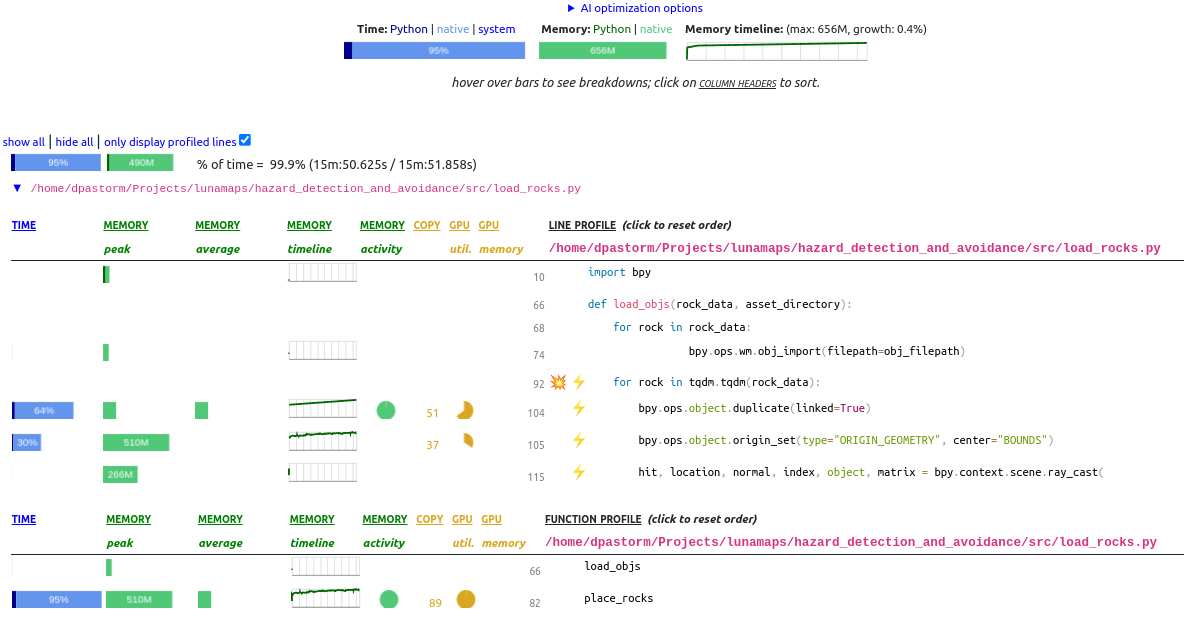 ▶ AI optimization options
Time: Python | native | system Memory: Python | native Memory timeline: (max: 656M, growth: 0.4%)
95% 656M
hover over bars to see breakdowns; click on COLUMN HEADERS to sort.
show all | hide all | only display profiled lines
95% 490M % of time = 99.9% (15m:50.625s / 15m:51.858s)
▼ /home/dpastorm/Projects/lunamaps/hazard_detection_and_avoidance/src/load_rocks.py
TIME MEMORY MEMORY MEMORY MEMORY COPY GPU GPU LINE PROFILE (click to reset order)
peak average timeline activity util. memory /home/dpastorm/Projects/lunamaps/hazard_detection_and_avoidance/src/load_rocks.py
10 import bpy
66 def load_objs(rock_data, asset_directory):
68 for rock in rock_data:
74 bpy.ops.wm.obj_import(filepath=obj_filepath)
92 💥 ⚡ for rock in tqdm.tqdm(rock_data):
64% 51 104 ⚡ bpy.ops.object.duplicate(linked=True)
30% 510M 37 105 ⚡ bpy.ops.object.origin_set(type="ORIGIN_GEOMETRY", center="BOUNDS")
266M 115 ⚡ hit, location, normal, index, object, matrix = bpy.context.scene.ray_cast(
TIME MEMORY MEMORY MEMORY MEMORY COPY GPU GPU FUNCTION PROFILE (click to reset order)
peak average timeline activity util. memory /home/dpastorm/Projects/lunamaps/hazard_detection_and_avoidance/src/load_rocks.py
66 load_objs
95% 510M 89 82 place_rocks